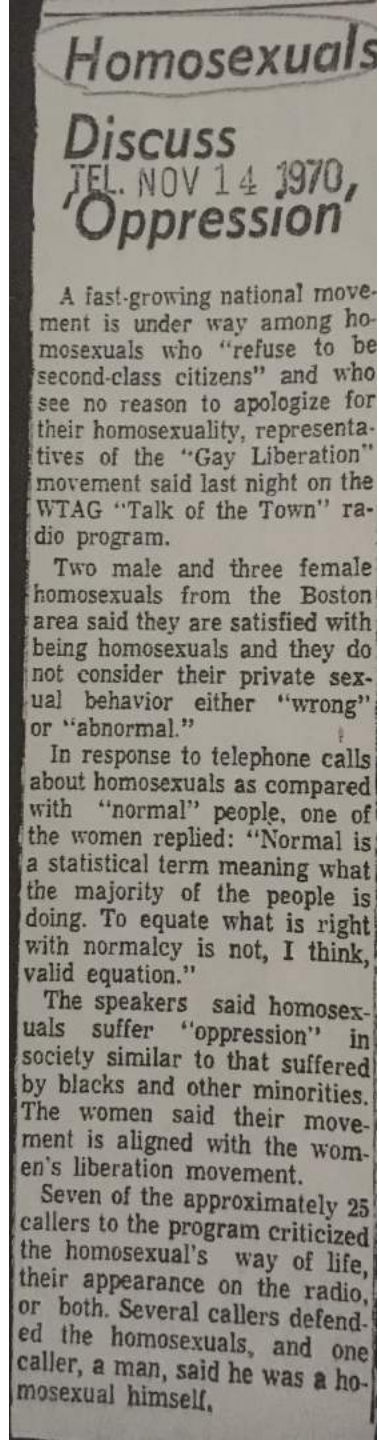 Homosexuals
Discuss
TEL. NOV 14 1970,
'Oppression'
A fast-growing national move-
ment is under way among ho-
mosexuals who "refuse to be
second-class citizens" and who
see no reason to apologize for
their homosexuality, representa-
tives of the "Gay Liberation"
movement said last night on the
WTAG "Talk of the Town" ra-
dio program.
Two male and three female
homosexuals from the Boston
area said they are satisfied with
being homosexuals and they do
not consider their private sex-
ual behavior either "wrong"
or "abnormal."
In response to telephone calls
about homosexuals as compared
with "normal" people, one of
the women replied: "Normal is
a statistical term meaning what
the majority of the people is
doing. To equate what is right
with normalcy is not, I think,
valid equation."
The speakers said homosex-
uals suffer "oppression" in
society similar to that suffered
by blacks and other minorities.
The women said their move-
ment is aligned with the wom-
en's liberation movement.
Seven of the approximately 25
callers to the program criticized
the homosexual's way of life,
their appearance on the radio,
or both. Several callers defend-
ed the homosexuals, and one
caller, a man, said he was a ho-
mosexual himself.